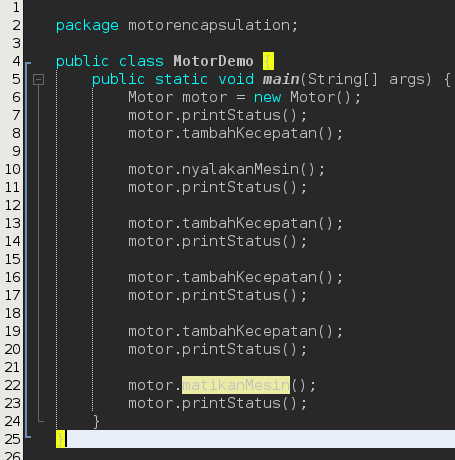 1
2 package motorencapsulation;
3
4 public class MotorDemo {
5 public static void main(String[] args) {
6 Motor motor = new Motor();
7 motor.printStatus();
8 motor.tambahKecepatan();
9
10 motor.nyalakanMesin();
11 motor.printStatus();
12
13 motor.tambahKecepatan();
14 motor.printStatus();
15
16 motor.tambahKecepatan();
17 motor.printStatus();
18
19 motor.tambahKecepatan();
20 motor.printStatus();
21
22 motor.matikanMesin();
23 motor.printStatus();
24 }
25 }
26